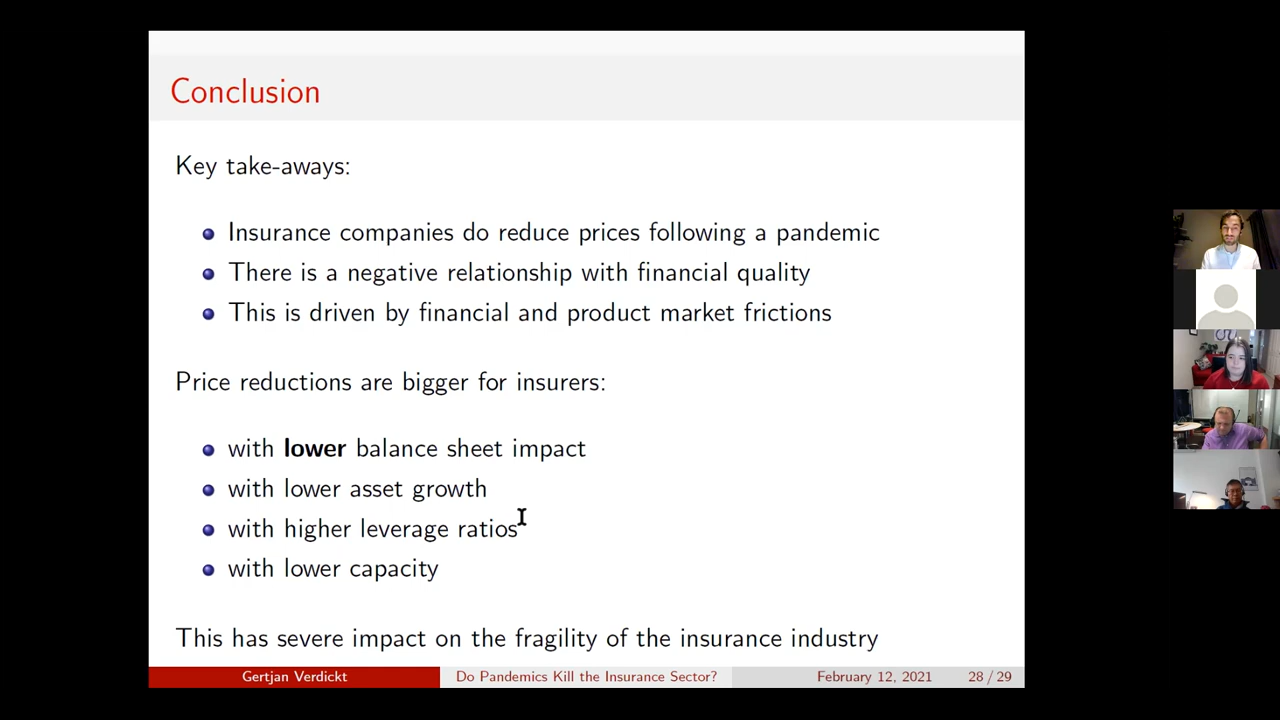 Conclusion
Key take-aways:
Insurance companies do reduce prices following a pandemic
There is a negative relationship with financial quality
This is driven by financial and product market frictions
Price reductions are bigger for insurers:
with lower balance sheet impact
with lower asset growth
with higher leverage ratios
with lower capacity
This has severe impact on the fragility of the insurance industry
Gertjan Verdickt Do Pandemics Kill the Insurance Sector? February 12, 2021 28 / 29